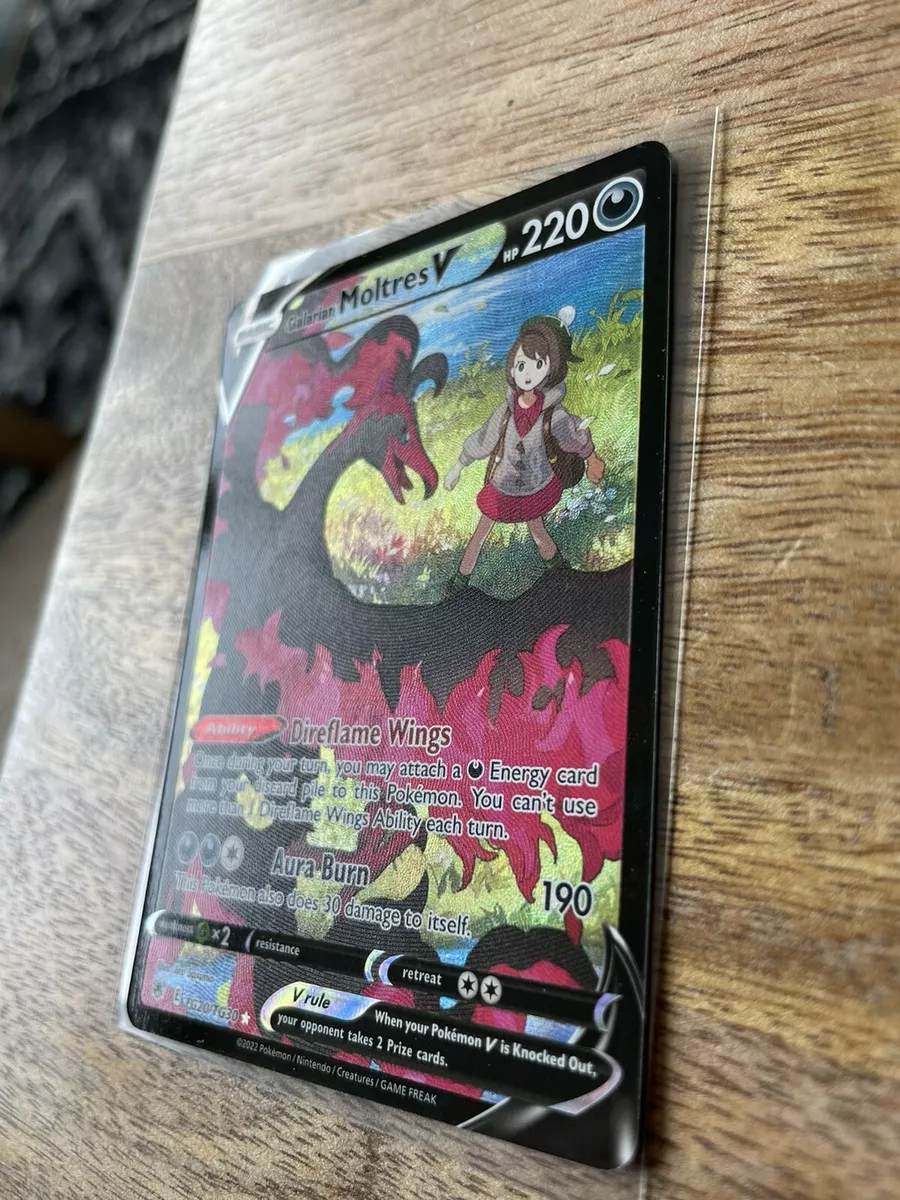 Galarian Moltres V HP 220
Ability Direflame Wings
Once during your turn, you may attach a Energy card
from your discard pile to this Pokémon. You can't use
more than 1 Direflame Wings Ability each turn.
Aura Burn 190
This Pokémon also does 30 damage to itself.
weakness ×2 resistance retreat
E TG20/TG30
V rule When your Pokémon V is Knocked Out,
your opponent takes 2 Prize cards.
©2022 Pokémon / Nintendo / Creatures / GAME FREAK